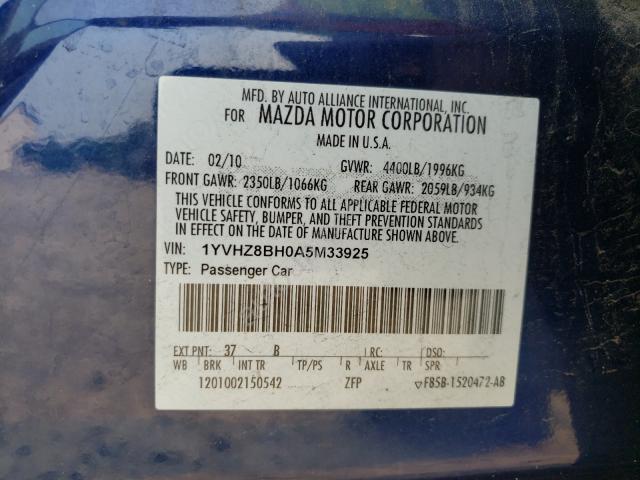 MFD. BY AUTO ALLIANCE INTERNATIONAL, INC.
FOR MAZDA MOTOR CORPORATION
MADE IN U.S.A.
DATE: 02/10 GVWR: 4400LB/1996KG
FRONT GAWR: 2350LB/1066KG REAR GAWR: 2059LB/934KG
THIS VEHICLE CONFORMS TO ALL APPLICABLE FEDERAL MOTOR
VEHICLE SAFETY, BUMPER, AND THEFT PREVENTION STANDARDS
IN EFFECT ON THE DATE OF MANUFACTURE SHOWN ABOVE.
VIN: 1YVHZ8BH0A5M33925
TYPE: Passenger Car
EXT PNT: 37 B RC: DSO:
WB BRK INT TR TP/PS R AXLE TR SPR
1201002150542 ZFP ▽F85B-1520472-AB